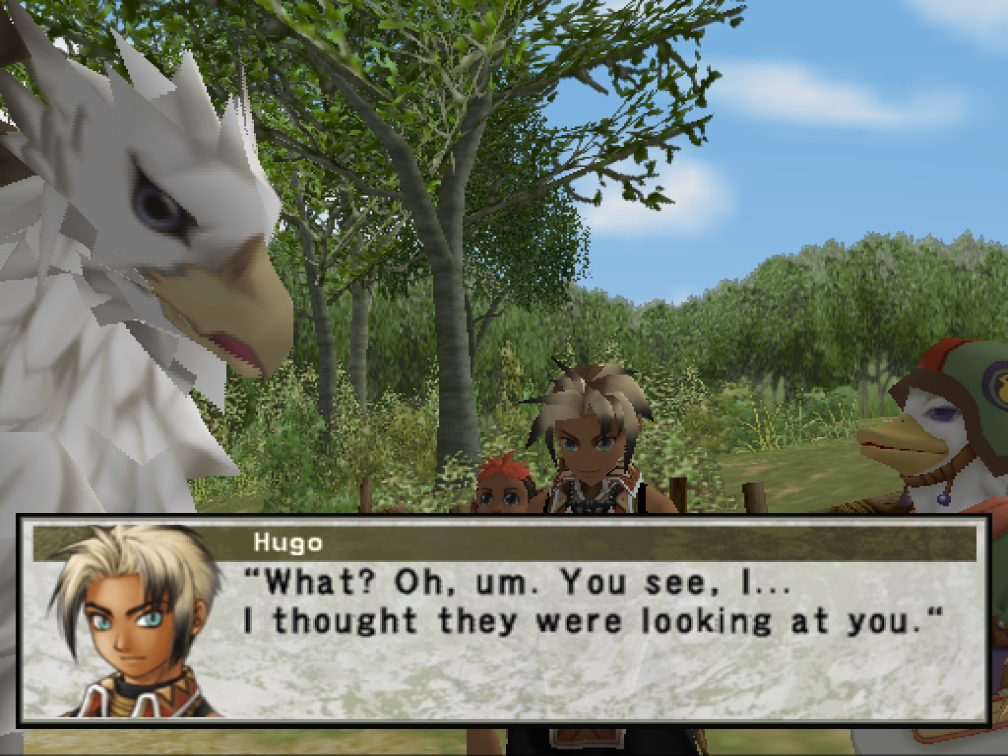 Hugo
“What? Oh, um. You see, I...
I thought they were looking at you.“